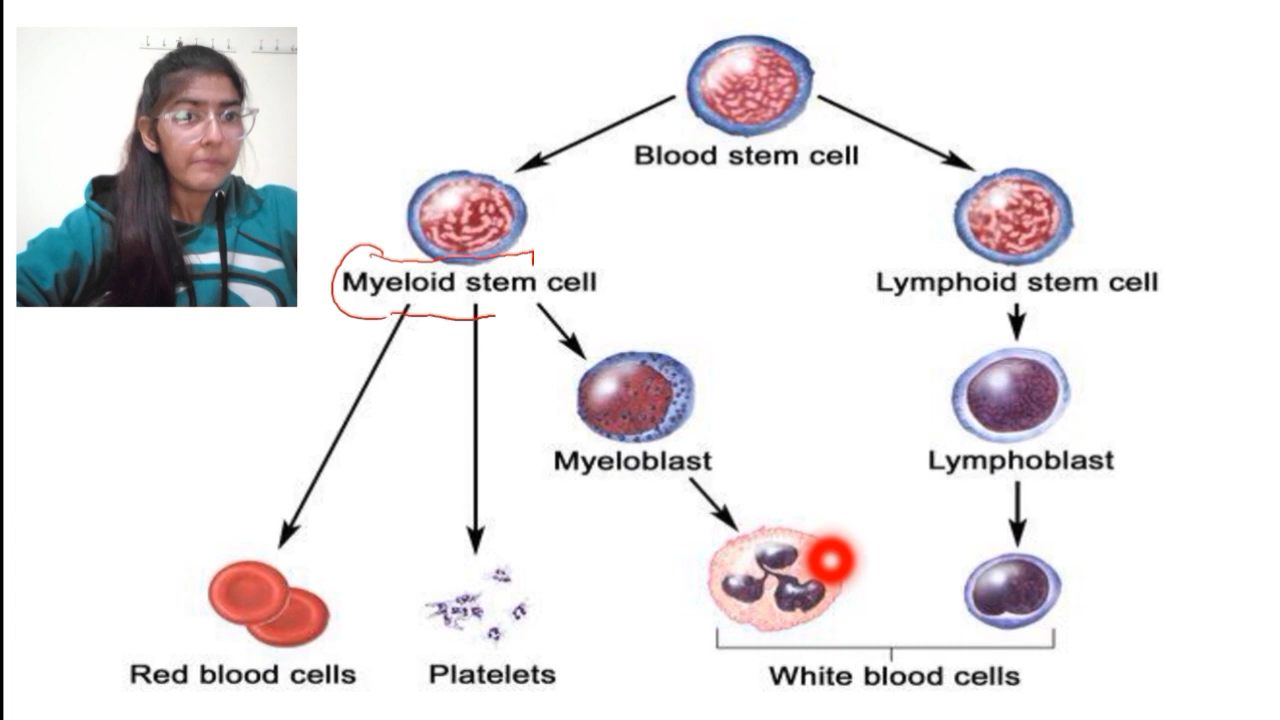 Blood stem cell
Myeloid stem cell
Lymphoid stem cell
Myeloblast
Lymphoblast
Red blood cells
Platelets
White blood cells